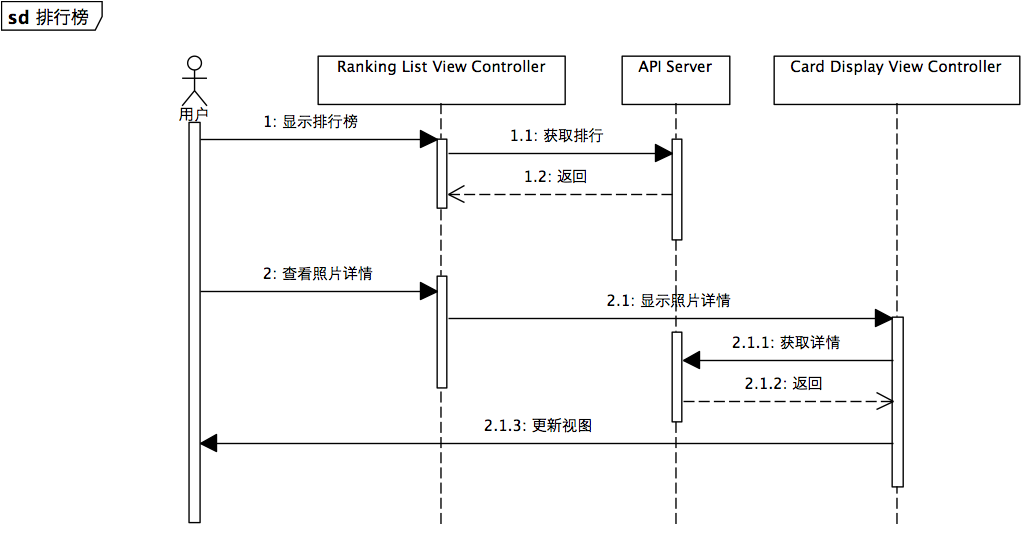 sd 排行榜
Ranking List View Controller
API Server
Card Display View Controller
用户
1: 显示排行榜
1.1: 获取排行
1.2: 返回
2: 查看照片详情
2.1: 显示照片详情
2.1.1: 获取详情
2.1.2: 返回
2.1.3: 更新视图